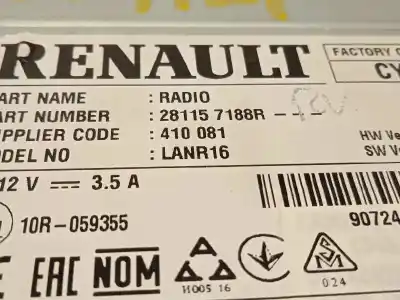 RENAULT
FACTORY C
CY
ART NAME : RADIO
ART NUMBER : 28115 7188R - - -
UPPLIER CODE : 410 081
ODEL NO : LANR16
HW Ve
SW Ve
12 V 3.5 A
10R-059355
90724
EAC NOM
H005 16
024